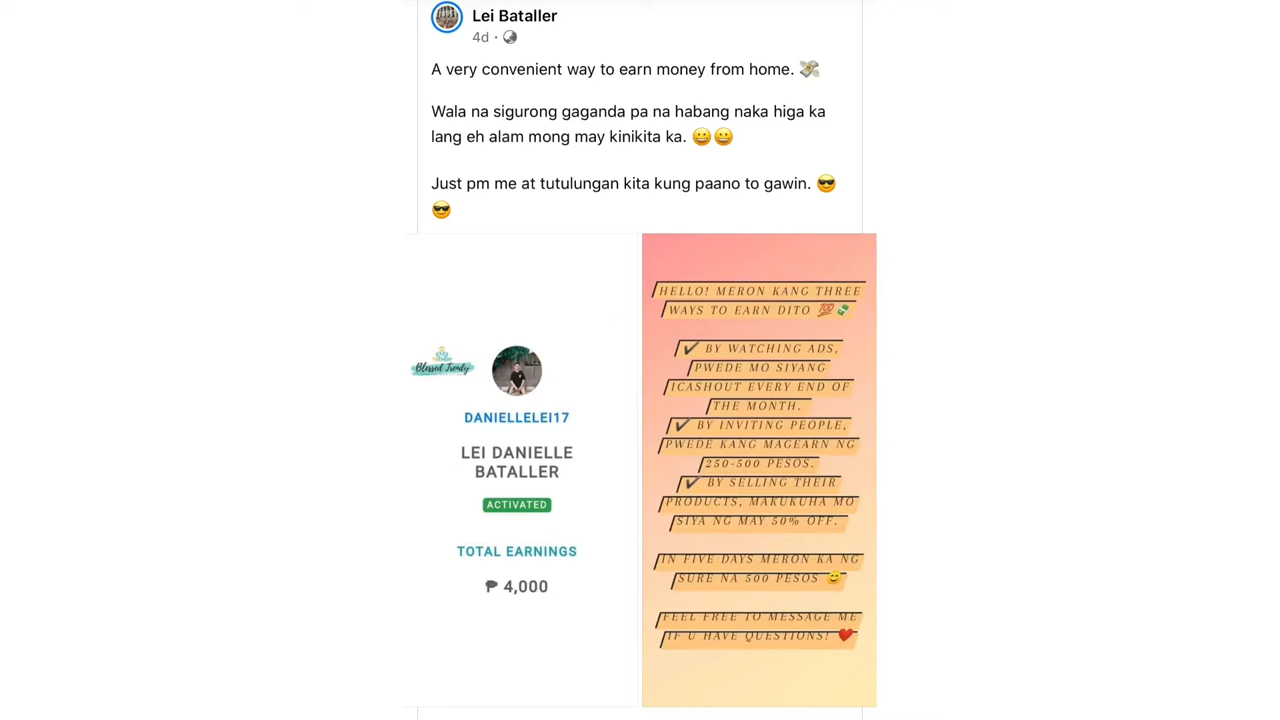 Lei Bataller
4d ·
A very convenient way to earn money from home. 💸
Wala na sigurong gaganda pa na habang naka higa ka
lang eh alam mong may kinikita ka. 😀😀
Just pm me at tutulungan kita kung paano to gawin. 😎
😎
Blessed Trendy
DANIELLELEI17
LEI DANIELLE
BATALLER
ACTIVATED
TOTAL EARNINGS
₱ 4,000
HELLO! MERON KANG THREE
WAYS TO EARN DITO 💯💸
✔ BY WATCHING ADS,
PWEDE MO SIYANG
ICASHOUT EVERY END OF
THE MONTH.
✔ BY INVITING PEOPLE,
PWEDE KANG MAGEARN NG
250-500 PESOS.
✔ BY SELLING THEIR
PRODUCTS, MAKUKUHA MO
SIYA NG MAY 50% OFF.
IN FIVE DAYS MERON KA NG
SURE NA 500 PESOS 😅
FEEL FREE TO MESSAGE ME
IF U HAVE QUESTIONS! ❤️